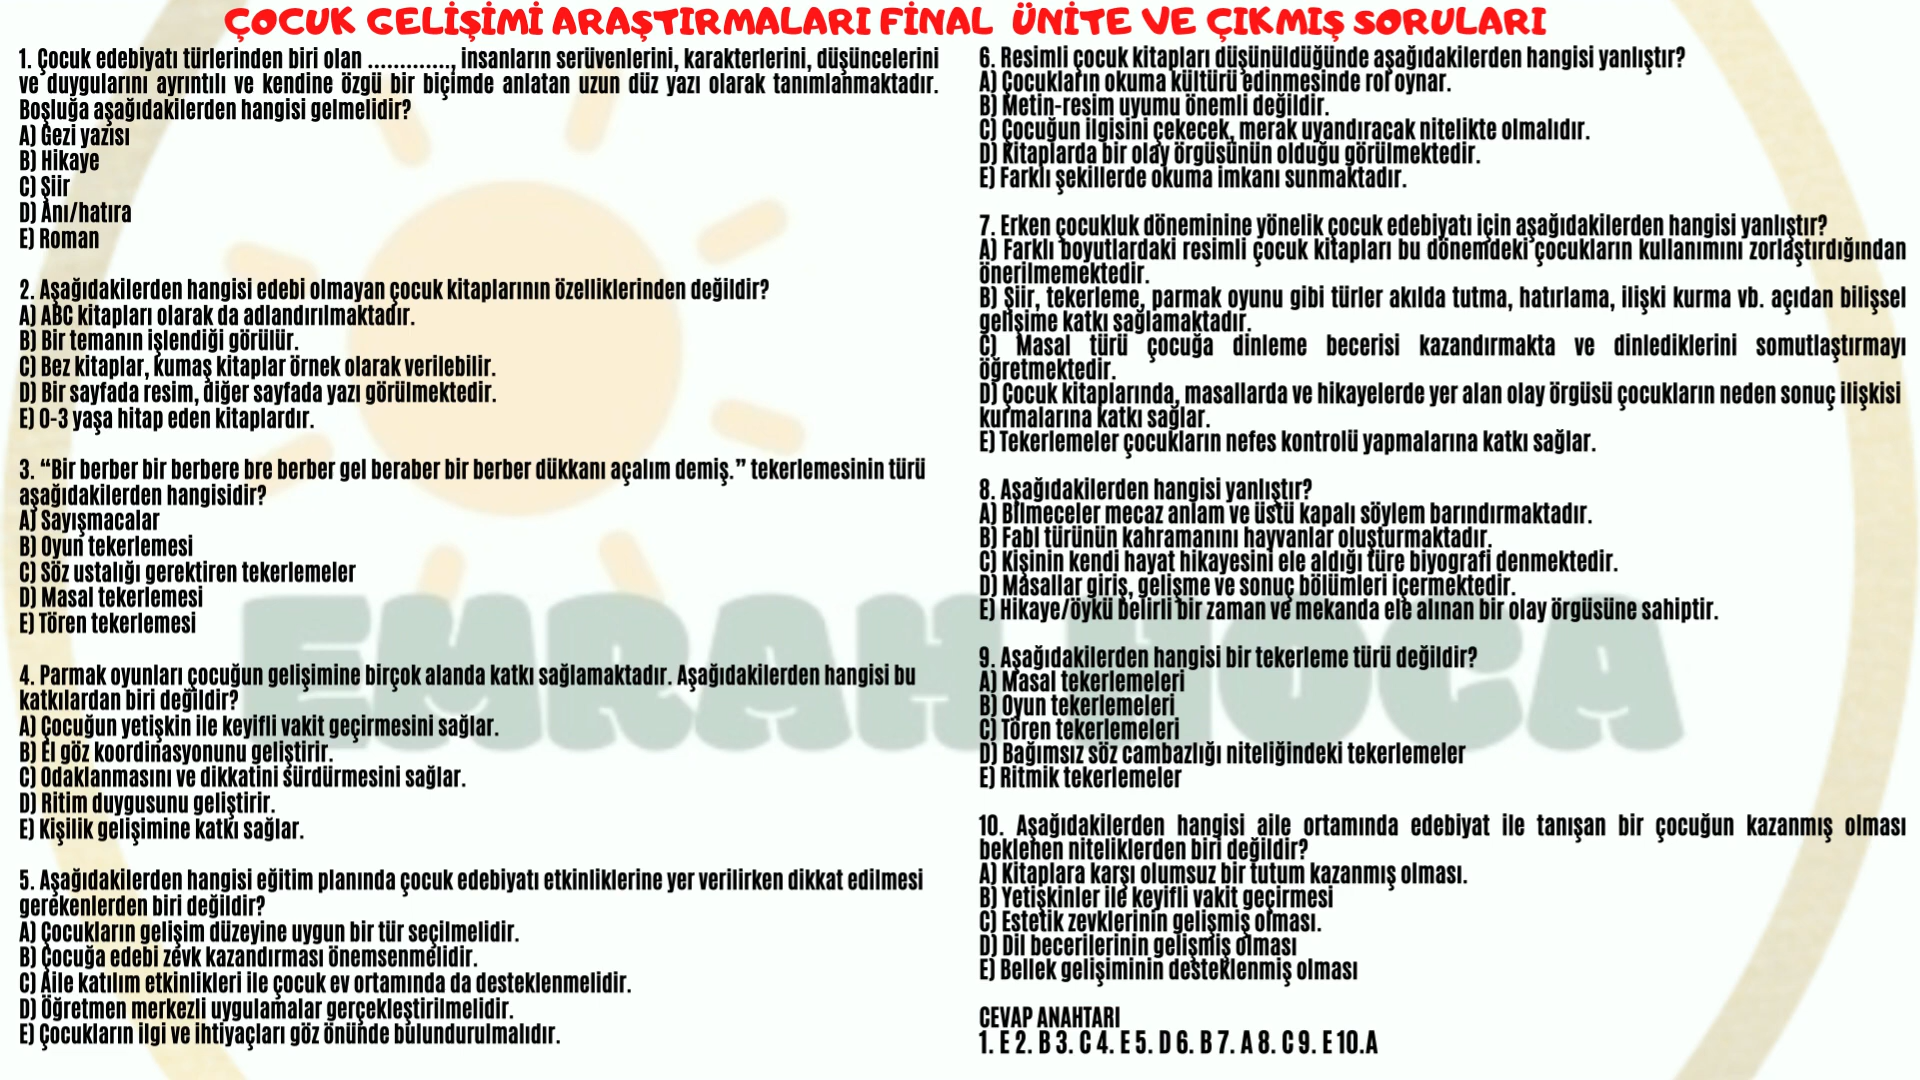 ÇOCUK GELİŞİMİ ARAŞTIRMALARI FİNAL ÜNİTE VE ÇIKMIŞ SORULARI
1. Çocuk edebiyatı türlerinden biri olan ............., insanların serüvenlerini, karakterlerini, düşüncelerini
ve duygularını ayrıntılı ve kendine özgü bir biçimde anlatan uzun düz yazı olarak tanımlanmaktadır.
Boşluğa aşağıdakilerden hangisi gelmelidir?
A) Gezi yazısı
B) Hikaye
C) Şiir
D) Anı/hatıra
E) Roman
2. Aşağıdakilerden hangisi edebi olmayan çocuk kitaplarının özelliklerinden değildir?
A) ABC kitapları olarak da adlandırılmaktadır.
B) Bir temanın işlendiği görülür.
C) Bez kitaplar, kumaş kitaplar örnek olarak verilebilir.
D) Bir sayfada resim, diğer sayfada yazı görülmektedir.
E) 0-3 yaşa hitap eden kitaplardır.
3. “Bir berber bir berbere bre berber gel beraber bir berber dükkanı açalım demiş.” tekerlemesinin türü
aşağıdakilerden hangisidir?
A) Sayışmacalar
B) Oyun tekerlemesi
C) Söz ustalığı gerektiren tekerlemeler
D) Masal tekerlemesi
E) Tören tekerlemesi
4. Parmak oyunları çocuğun gelişimine birçok alanda katkı sağlamaktadır. Aşağıdakilerden hangisi bu
katkılardan biri değildir?
A) Çocuğun yetişkin ile keyifli vakit geçirmesini sağlar.
B) El göz koordinasyonunu geliştirir.
C) Odaklanmasını ve dikkatini sürdürmesini sağlar.
D) Ritim duygusunu geliştirir.
E) Kişilik gelişimine katkı sağlar.
5. Aşağıdakilerden hangisi eğitim planında çocuk edebiyatı etkinliklerine yer verilirken dikkat edilmesi
gerekenlerden biri değildir?
A) Çocukların gelişim düzeyine uygun bir tür seçilmelidir.
B) Çocuğa edebi zevk kazandırması önemsenmelidir.
C) Aile katılım etkinlikleri ile çocuk ev ortamında da desteklenmelidir.
D) Öğretmen merkezli uygulamalar gerçekleştirilmelidir.
E) Çocukların ilgi ve ihtiyaçları göz önünde bulundurulmalıdır.
6. Resimli çocuk kitapları düşünüldüğünde aşağıdakilerden hangisi yanlıştır?
A) Çocukların okuma kültürü edinmesinde rol oynar.
B) Metin-resim uyumu önemli değildir.
C) Çocuğun ilgisini çekecek, merak uyandıracak nitelikte olmalıdır.
D) Kitaplarda bir olay örgüsünün olduğu görülmektedir.
E) Farklı şekillerde okuma imkanı sunmaktadır.
7. Erken çocukluk döneminine yönelik çocuk edebiyatı için aşağıdakilerden hangisi yanlıştır?
A) Farklı boyutlardaki resimli çocuk kitapları bu dönemdeki çocukların kullanımını zorlaştırdığından
önerilmemektedir.
B) Şiir, tekerleme, parmak oyunu gibi türler akılda tutma, hatırlama, ilişki kurma vb. açıdan bilişsel
gelişime katkı sağlamaktadır.
C) Masal türü çocuğa dinleme becerisi kazandırmakta ve dinlediklerini somutlaştırmayı
öğretmektedir.
D) Çocuk kitaplarında, masallarda ve hikayelerde yer alan olay örgüsü çocukların neden sonuç ilişkisi
kurmalarına katkı sağlar.
E) Tekerlemeler çocukların nefes kontrolü yapmalarına katkı sağlar.
8. Aşağıdakilerden hangisi yanlıştır?
A) Bilmeceler mecaz anlam ve üstü kapalı söylem barındırmaktadır.
B) Fabl türünün kahramanını hayvanlar oluşturmaktadır.
C) Kişinin kendi hayat hikayesini ele aldığı türe biyografi denmektedir.
D) Masallar giriş, gelişme ve sonuç bölümleri içermektedir.
E) Hikaye/öykü belirli bir zaman ve mekanda ele alınan bir olay örgüsüne sahiptir.
9. Aşağıdakilerden hangisi bir tekerleme türü değildir?
A) Masal tekerlemeleri
B) Oyun tekerlemeleri
C) Tören tekerlemeleri
D) Bağımsız söz cambazlığı niteliğindeki tekerlemeler
E) Ritmik tekerlemeler
10. Aşağıdakilerden hangisi aile ortamında edebiyat ile tanışan bir çocuğun kazanmış olması
beklenen niteliklerden biri değildir?
A) Kitaplara karşı olumsuz bir tutum kazanmış olması.
B) Yetişkinler ile keyifli vakit geçirmesi
C) Estetik zevklerinin gelişmiş olması.
D) Dil becerilerinin gelişmiş olması
E) Bellek gelişiminin desteklenmiş olması
CEVAP ANAHTARI
1. E 2. B 3. C 4. E 5. D 6. B 7. A 8. C 9. E 10.A
EMRAH HOCA